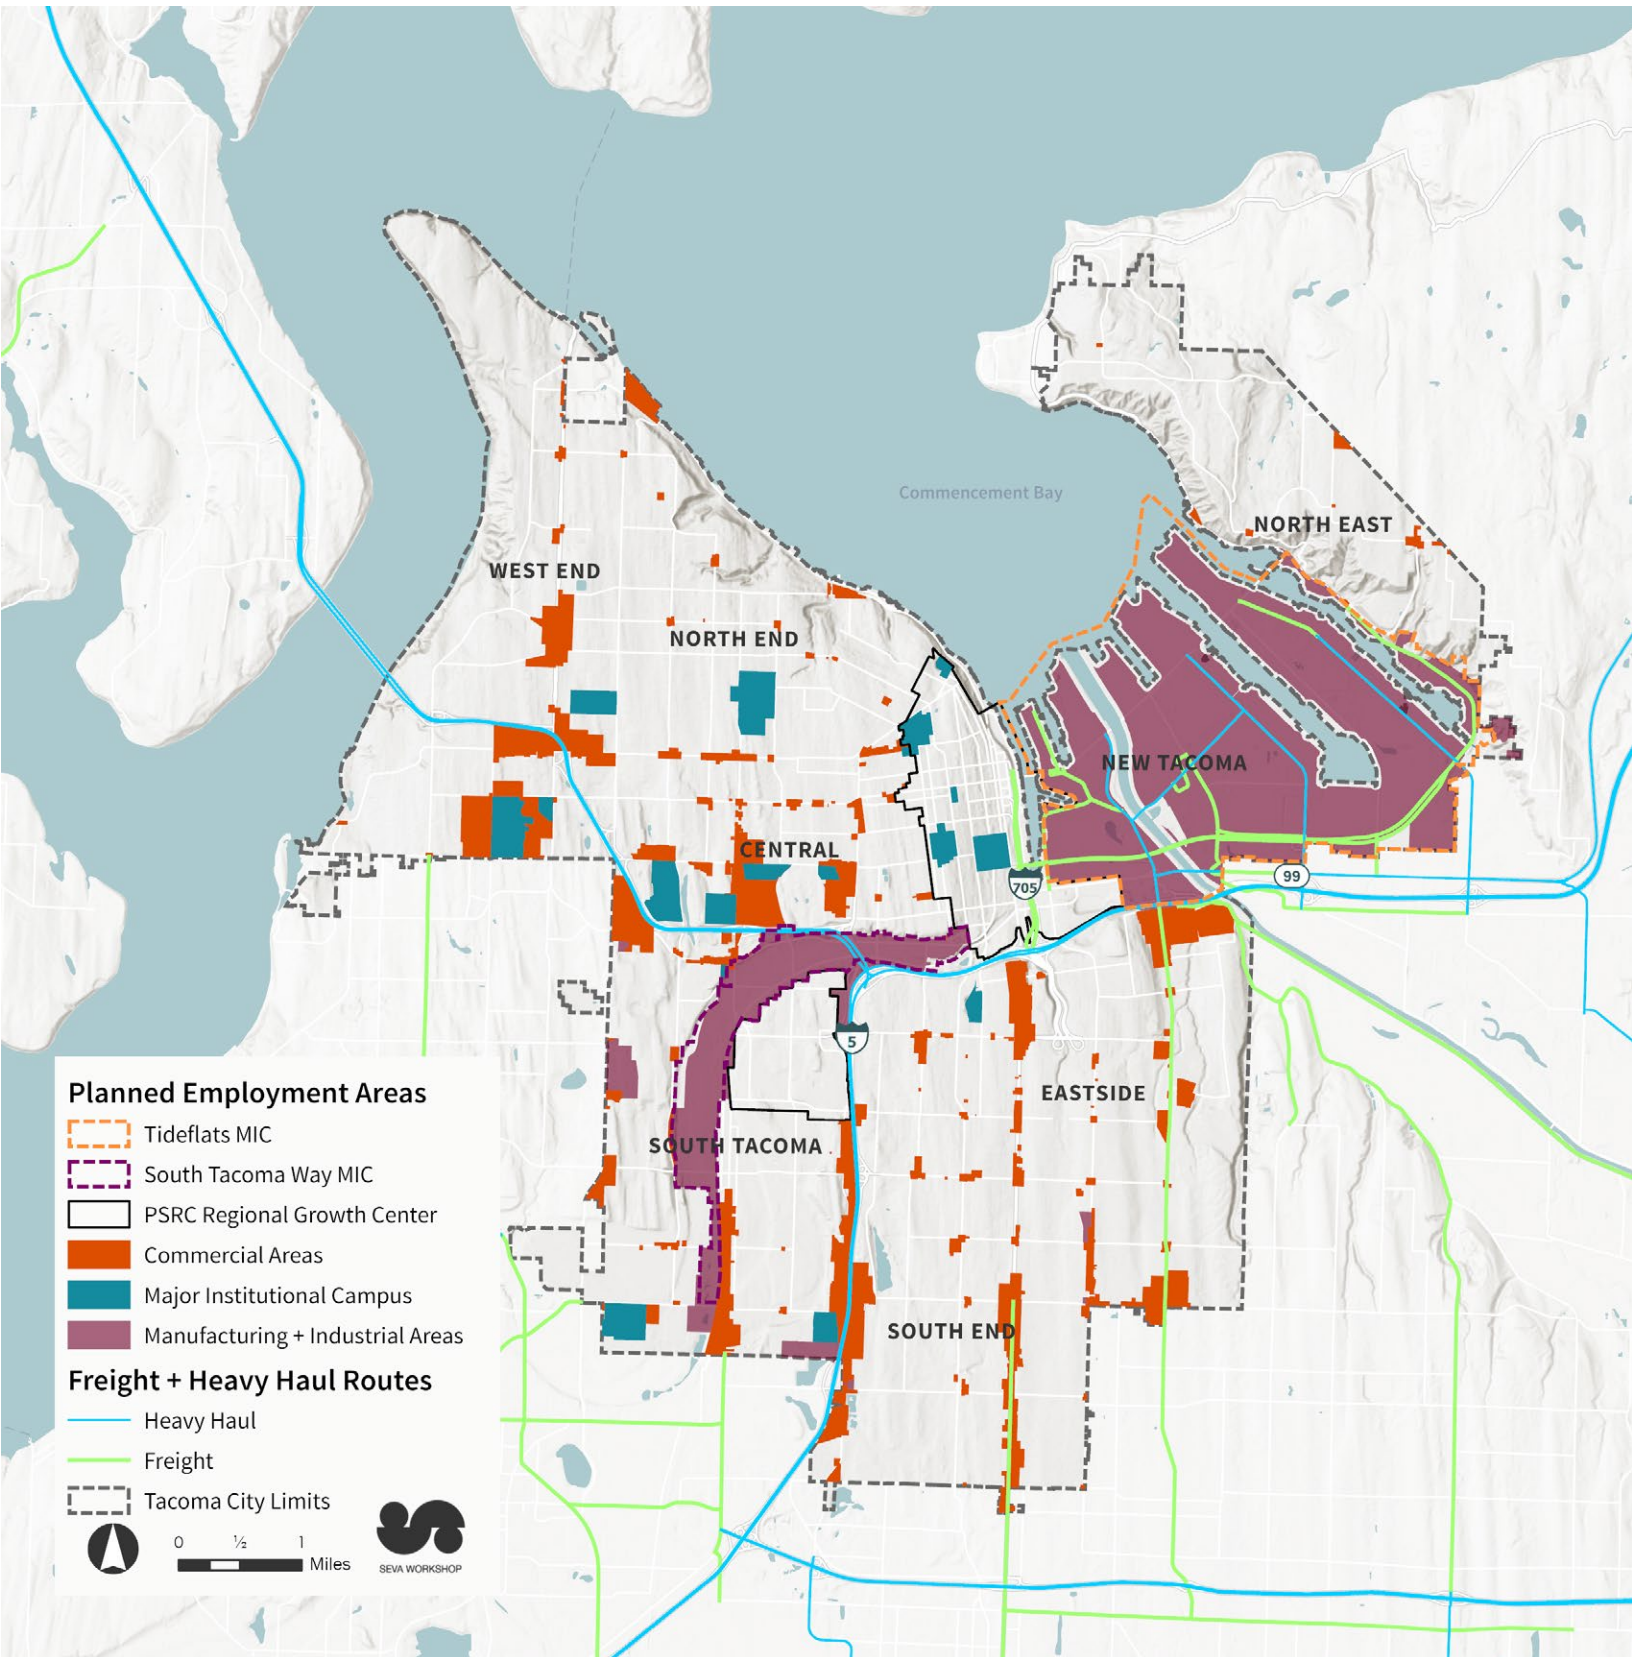 Commencement Bay
NORTH EAST
WEST END
NORTH END
NEW TACOMA
CENTRAL
705
99
5
EASTSIDE
SOUTH TACOMA
SOUTH END
Planned Employment Areas
Tideflats MIC
South Tacoma Way MIC
PSRC Regional Growth Center
Commercial Areas
Major Institutional Campus
Manufacturing + Industrial Areas
Freight + Heavy Haul Routes
Heavy Haul
Freight
Tacoma City Limits
0 ½ 1
Miles
SEVA WORKSHOP